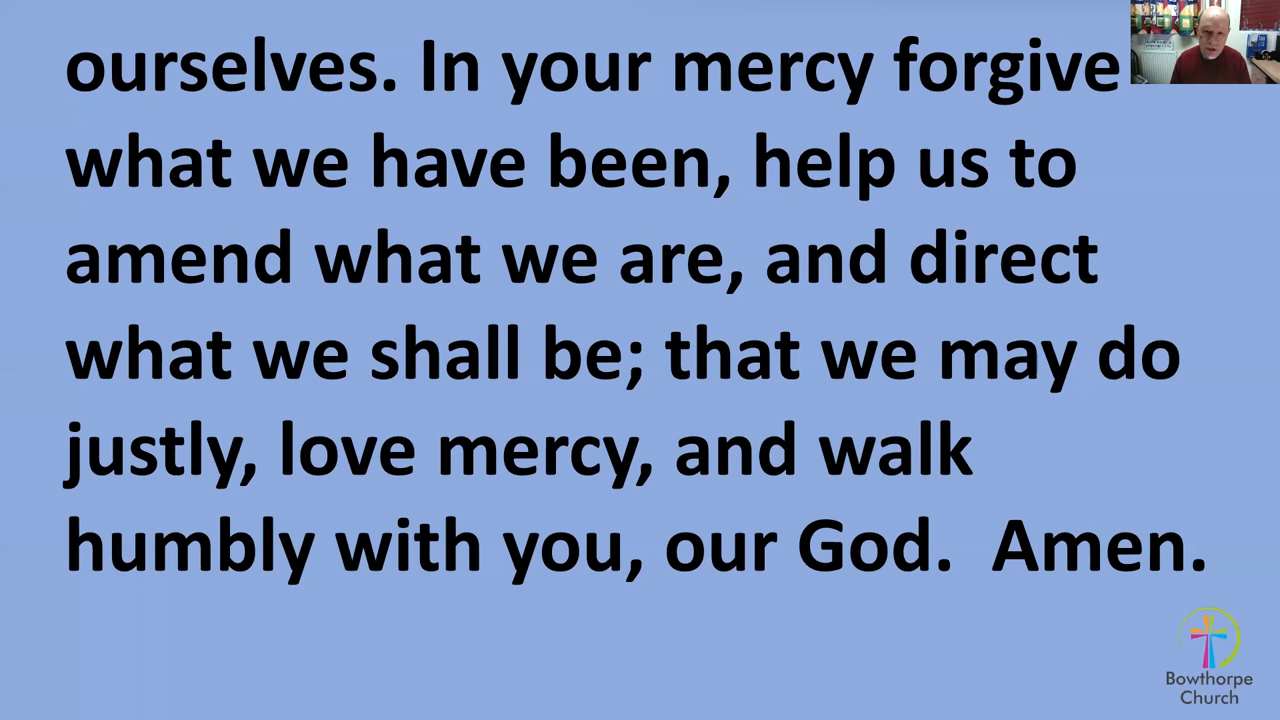 ourselves. In your mercy forgive
what we have been, help us to
amend what we are, and direct
what we shall be; that we may do
justly, love mercy, and walk
humbly with you, our God.  Amen.
Bowthorpe
Church